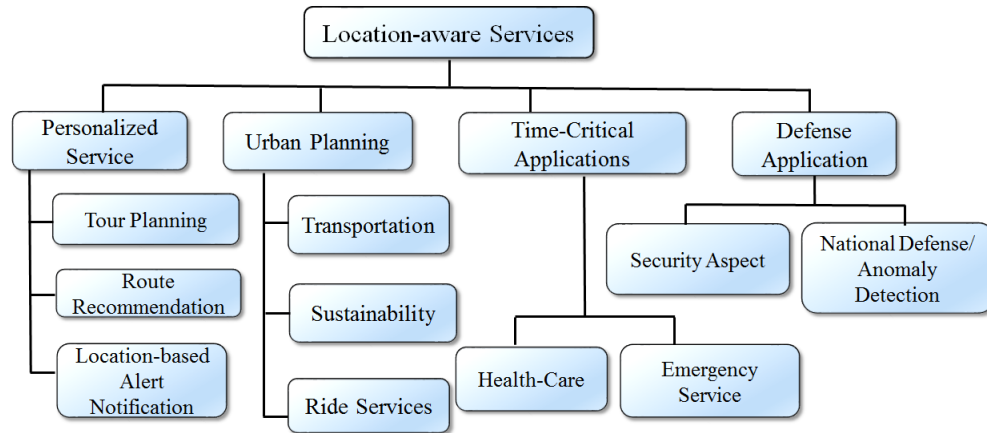 Location-aware Services
Personalized
Service
Urban Planning
Time-Critical
Applications
Defense
Application
Tour Planning
Route
Recommendation
Location-based
Alert
Notification
Transportation
Sustainability
Ride Services
Health-Care
Emergency
Service
Security Aspect
National Defense/
Anomaly
Detection